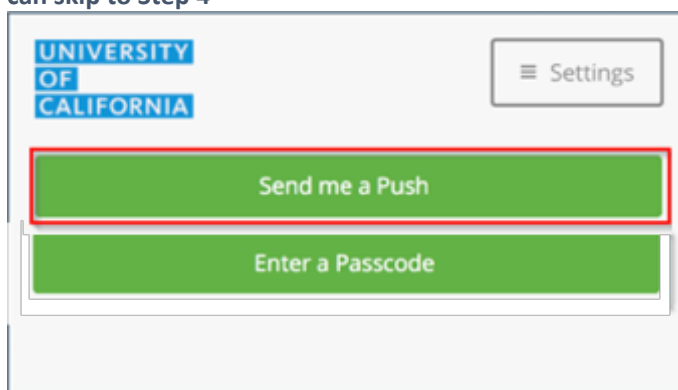 can skip to Step 4
UNIVERSITY
OF
CALIFORNIA
≡ Settings
Send me a Push
Enter a Passcode